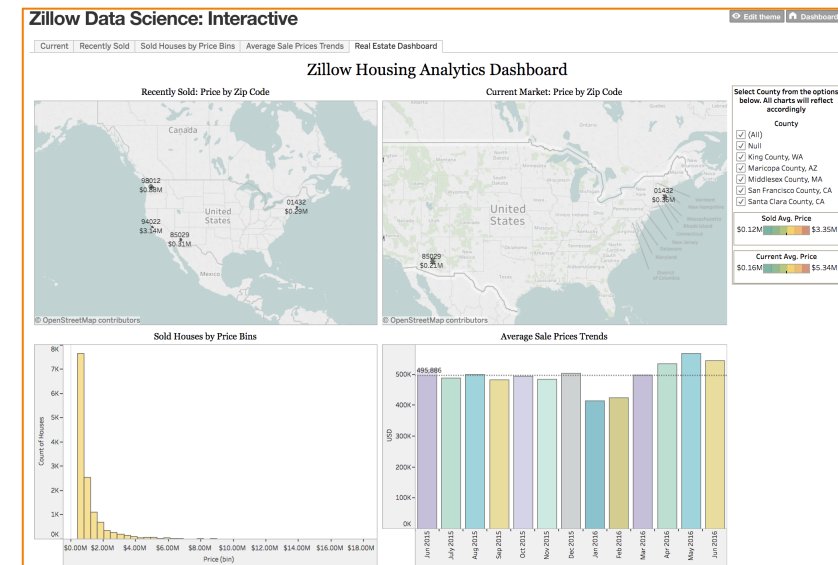 Zillow Data Science: Interactive
Edit theme
Dashboard
Current
Recently Sold
Sold Houses by Price Bins
Average Sale Prices Trends
Real Estate Dashboard
Zillow Housing Analytics Dashboard
Recently Sold: Price by Zip Code
Canada
98012
$0.38M
94022
$3.14M
85029
$0.31M
United
States
01432
$0.29M
Mexico
© OpenStreetMap contributors
Current Market: Price by Zip Code
United
States
01432
$0.35M
85029
$0.21M
© OpenStreetMap contributors
Select County from the options
below. All charts will reflect
accordingly
County
(All)
Null
King County, WA
Maricopa County, AZ
Middlesex County, MA
San Francisco County, CA
Santa Clara County, CA
Sold Avg. Price
$0.12M $3.35M
Current Avg. Price
$0.16M $5.34M
Sold Houses by Price Bins
Count of Houses
8K
7K
6K
5K
4K
3K
2K
1K
0K
$0.00M $2.00M $4.00M $6.00M $8.00M $10.00M $12.00M $14.00M $16.00M $18.00M
Price (bin)
Average Sale Prices Trends
USD
500K
400K
300K
200K
100K
0K
495,886
Jun 2015
July 2015
Aug 2015
Sep 2015
Oct 2015
Nov 2015
Dec 2015
Jan 2016
Feb 2016
Mar 2016
Apr 2016
May 2016
Jun 2016